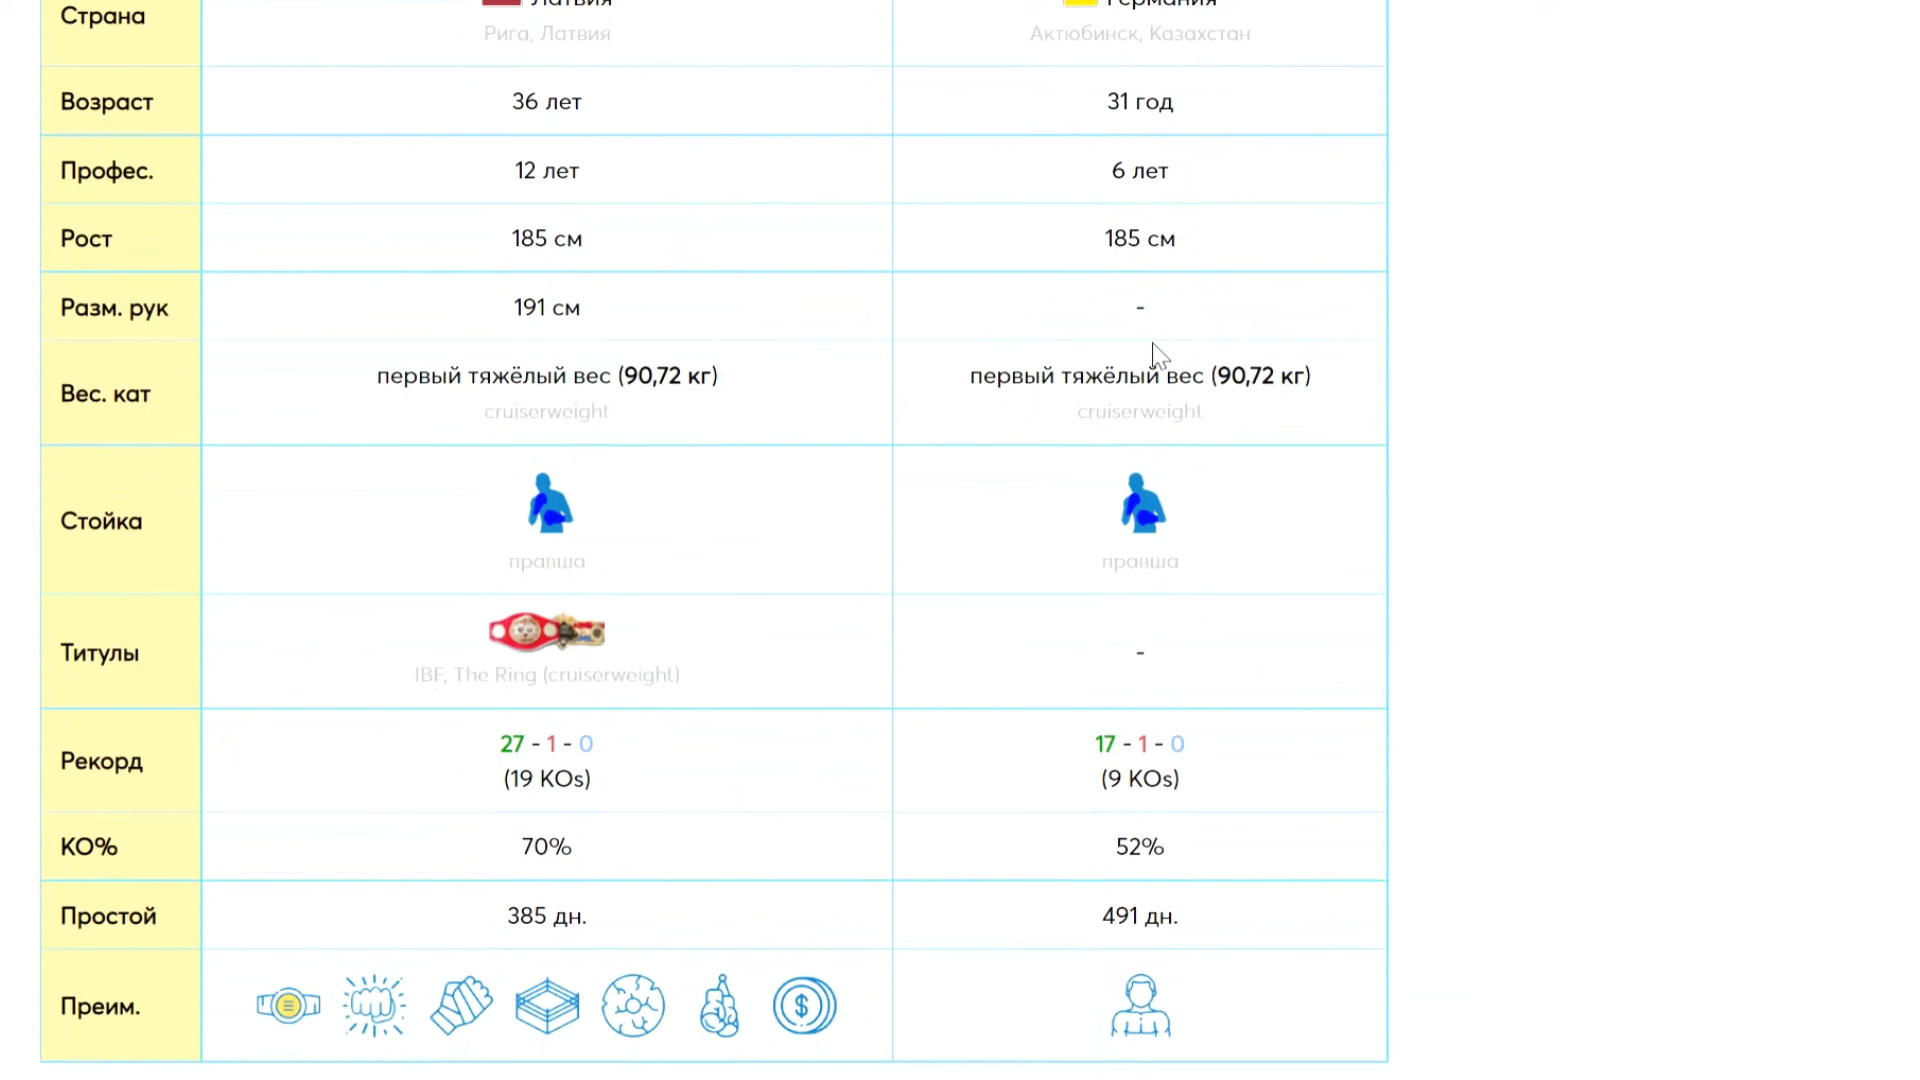 Страна
Латвия
Германия
Рига, Латвия
Актюбинск, Казахстан
Возраст
36 лет
31 год
Профес.
12 лет
6 лет
Рост
185 см
185 см
Разм. рук
191 см
-
Вес. кат
первый тяжёлый вес (90,72 кг)
первый тяжёлый вес (90,72 кг)
cruiserweight
cruiserweight
Стойка
правша
правша
Титулы
-
IBF, The Ring (cruiserweight)
Рекорд
27 - 1 - 0
17 - 1 - 0
(19 KOs)
(9 KOs)
КО%
70%
52%
Простой
385 дн.
491 дн.
Преим.
$